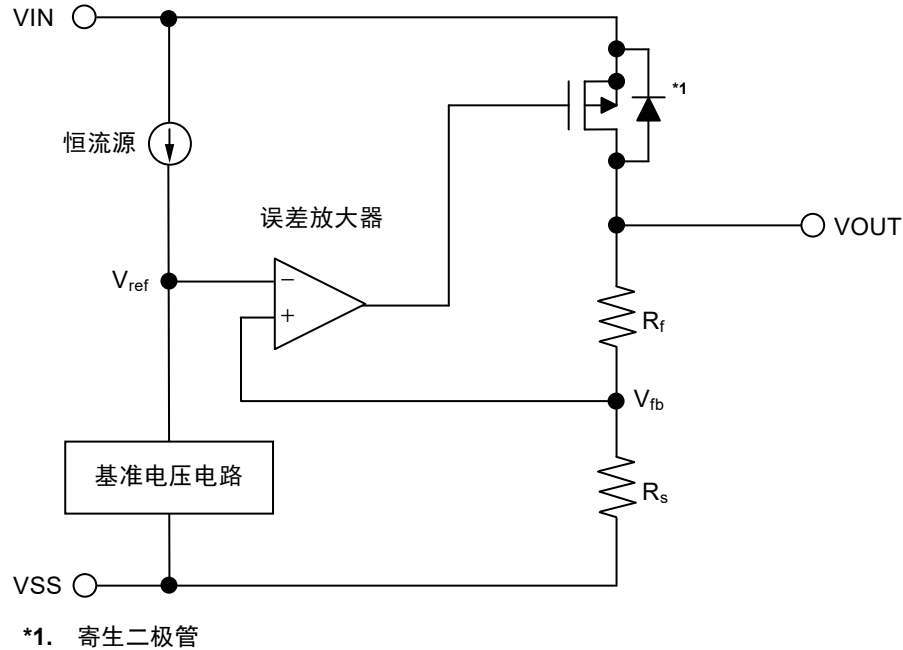 VIN
*1
恒流源
误差放大器
VOUT
Vref
−
+
Rf
Vfb
基准电压电路
Rs
VSS
*1. 寄生二极管